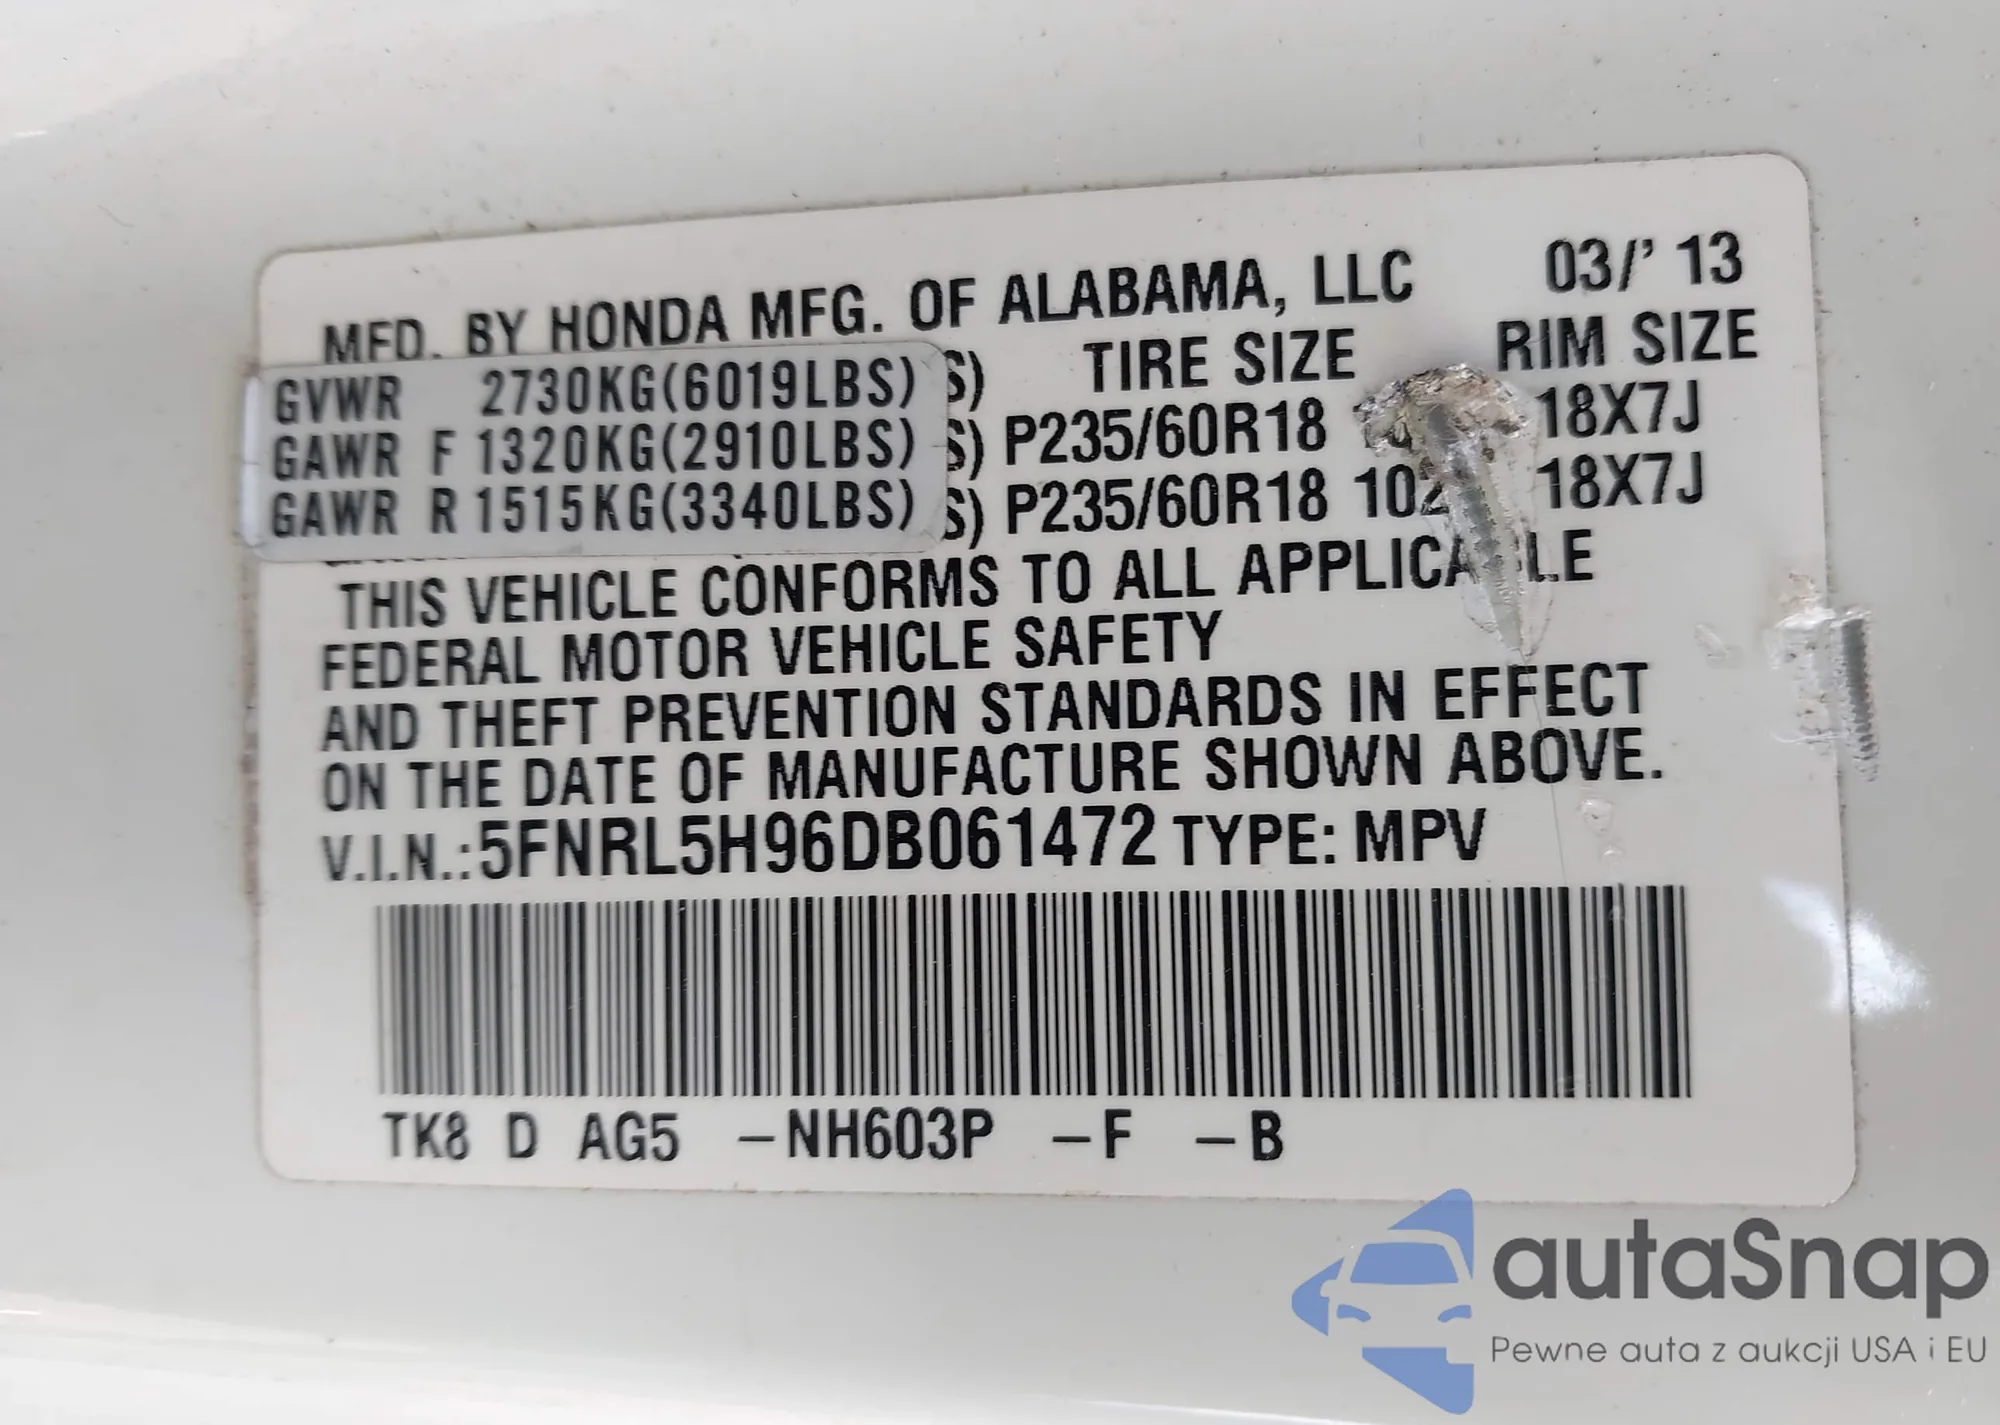 MFD. BY HONDA MFG. OF ALABAMA, LLC 03/'13
GVWR 2730KG(6019LBS) S) TIRE SIZE RIM SIZE
GAWR F 1320KG(2910LBS) S) P235/60R18 18X7J
GAWR R 1515KG(3340LBS) S) P235/60R18 102 18X7J
THIS VEHICLE CONFORMS TO ALL
FEDERAL MOTOR VEHICLE SAFETY
AND THEFT PREVENTION STANDARDS IN EFFECT
ON THE DATE OF MANUFACTURE SHOWN ABOVE.
V.I.N.:5FNRL5H96DB061472 TYPE: MPV
TK8 D AG5 -NH603P -F -B
autaSnap
Pewne auta z aukcji USA i EU